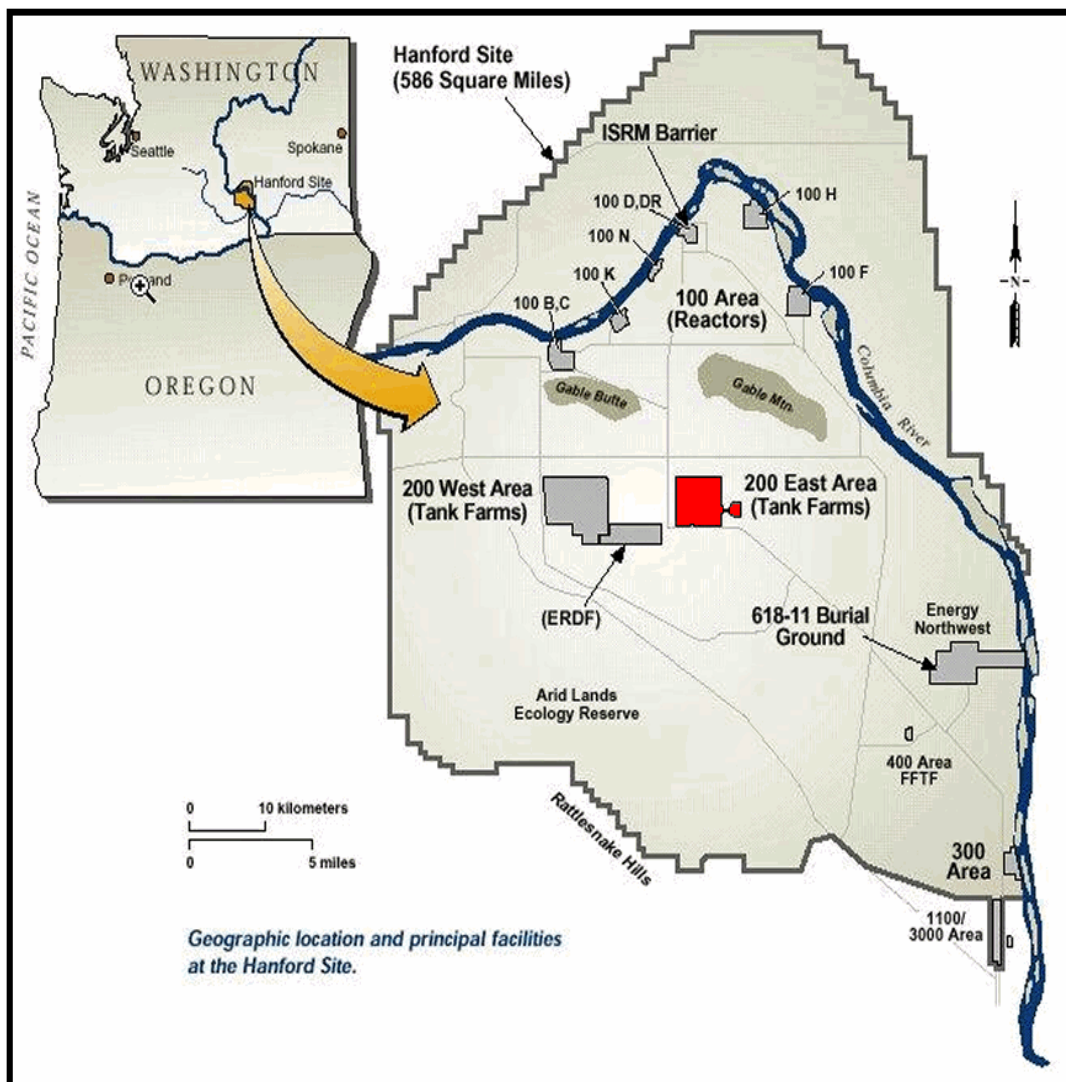 WASHINGTON
Seattle
Spokane
Hanford Site
PACIFIC OCEAN
OREGON
Hanford Site
(586 Square Miles)
ISRM Barrier
100 H
100 D,DR
100 N
100 K
100 F
100 B,C
100 Area
(Reactors)
N
Gable Butte
Gable Mtn.
Columbia River
200 West Area
(Tank Farms)
200 East Area
(Tank Farms)
(ERDF)
618-11 Burial
Ground
Energy
Northwest
Arid Lands
Ecology Reserve
400 Area
FFTF
Rattlesnake Hills
0 10 kilometers
0 5 miles
300
Area
1100/
3000 Area
Geographic location and principal facilities
at the Hanford Site.